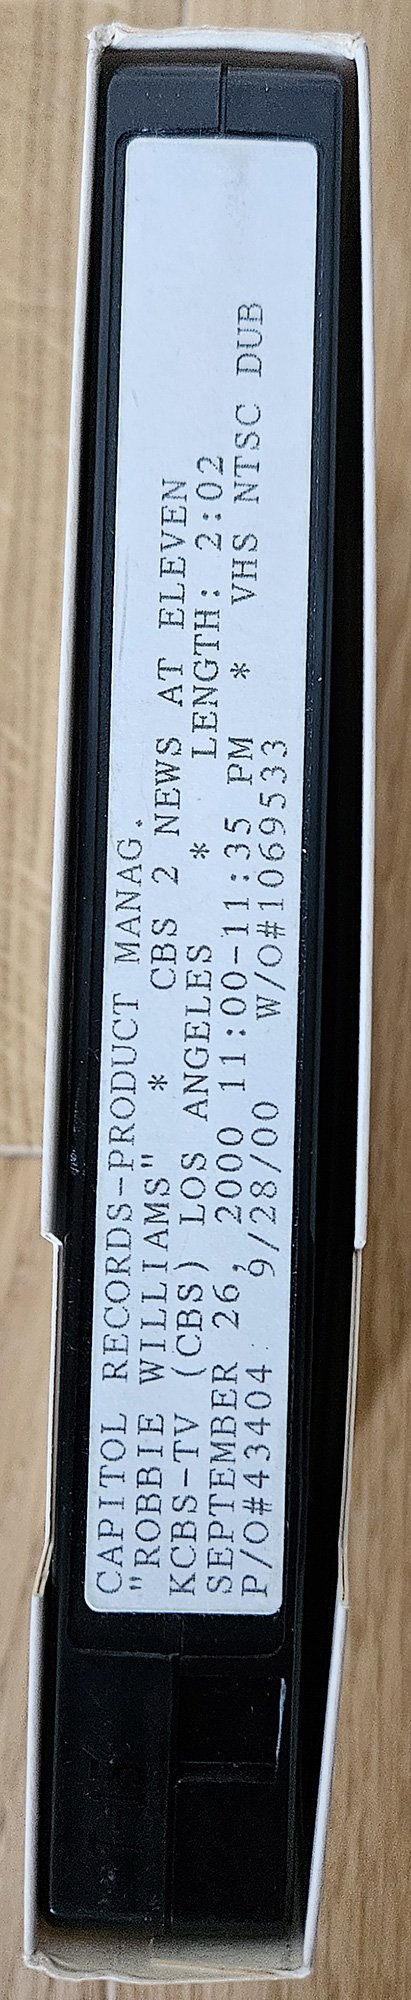 CAPITOL RECORDS-PRODUCT MANAG.
"ROBBIE WILLIAMS" * CBS 2 NEWS AT ELEVEN
KCBS-TV (CBS) LOS ANGELES * LENGTH: 2:02
SEPTEMBER 26, 2000 11:00-11:35 PM * VHS NTSC DUB
P/O#43404 9/28/00 W/O#1069533